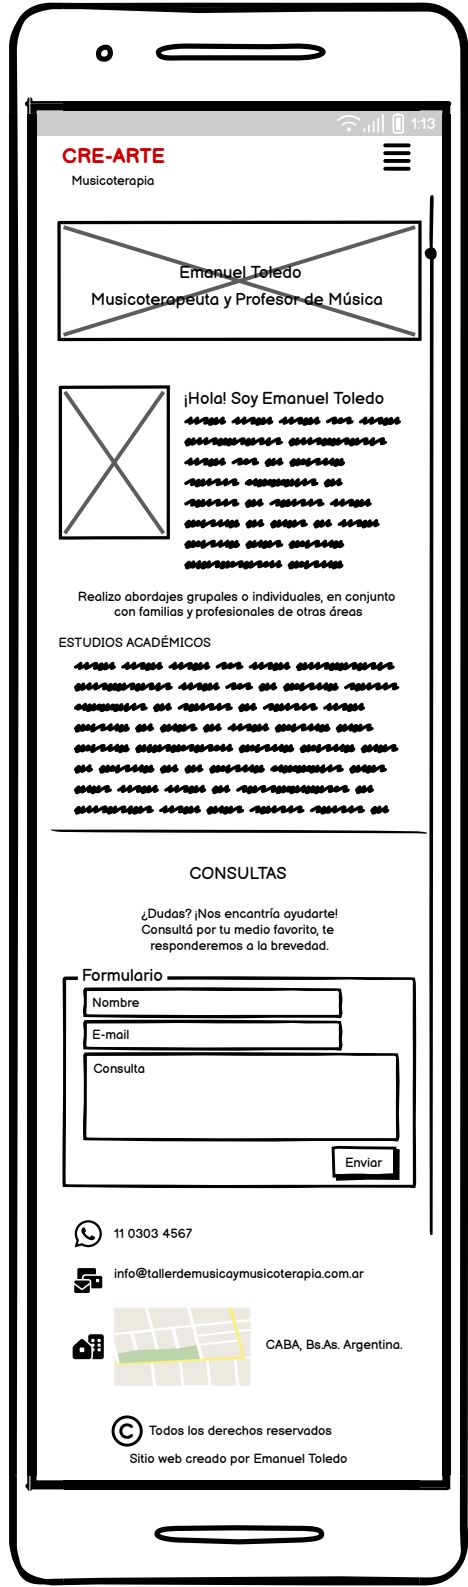 1:13
CRE-ARTE
Musicoterapia
Emanuel Toledo
Musicoterapeuta y Profesor de Música
¡Hola! Soy Emanuel Toledo
Realizo abordajes grupales o individuales, en conjunto
con familias y profesionales de otras áreas
ESTUDIOS ACADÉMICOS
CONSULTAS
¿Dudas? ¡Nos encantría ayudarte!
Consultá por tu medio favorito, te
responderemos a la brevedad.
Formulario
Nombre
E-mail
Consulta
Enviar
11 0303 4567
info@tallerdemusicaymusicoterapia.com.ar
CABA, Bs.As. Argentina.
© Todos los derechos reservados
Sitio web creado por Emanuel Toledo